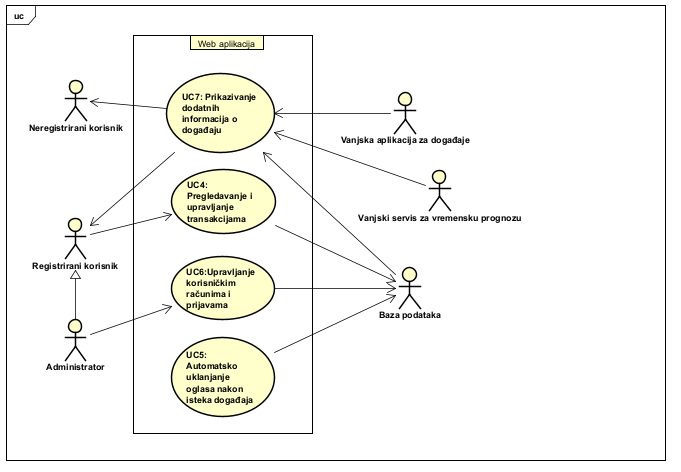 uc
Web aplikacija
UC7: Prikazivanje
dodatnih
informacija o
događaju
Neregistrirani korisnik
Vanjska aplikacija za događaje
UC4:
Pregledavanje i
upravljanje
transakcijama
Vanjski servis za vremensku prognozu
Registrirani korisnik
UC6:Upravljanje
korisničkim
računima i
prijavama
Baza podataka
UC5:
Automatsko
uklanjanje
oglasa nakon
isteka događaja
Administrator